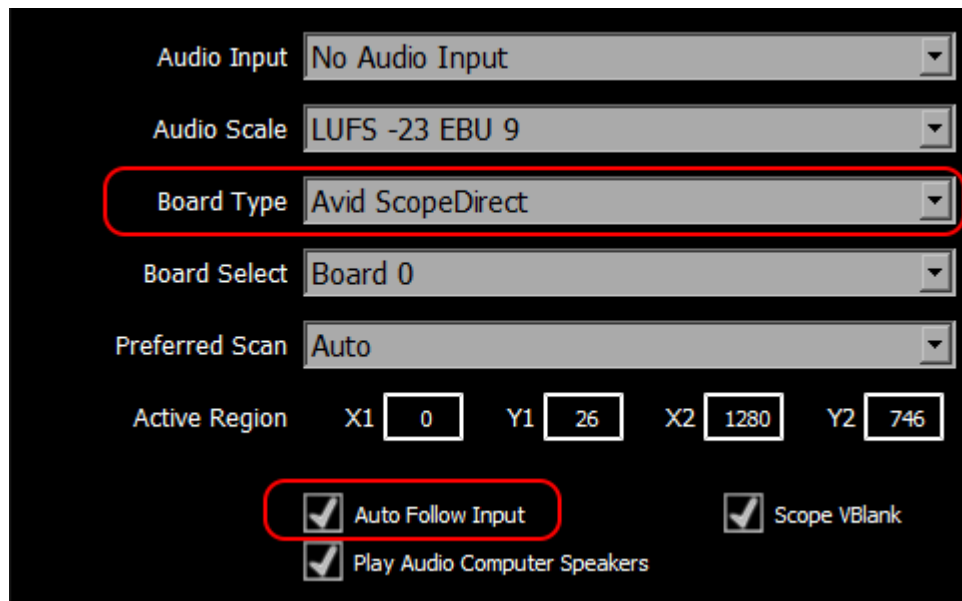 Audio Input No Audio Input
Audio Scale LUFS -23 EBU 9
Board Type Avid ScopeDirect
Board Select Board 0
Preferred Scan Auto
Active Region X1 0 Y1 26 X2 1280 Y2 746
Auto Follow Input Scope VBlank
Play Audio Computer Speakers